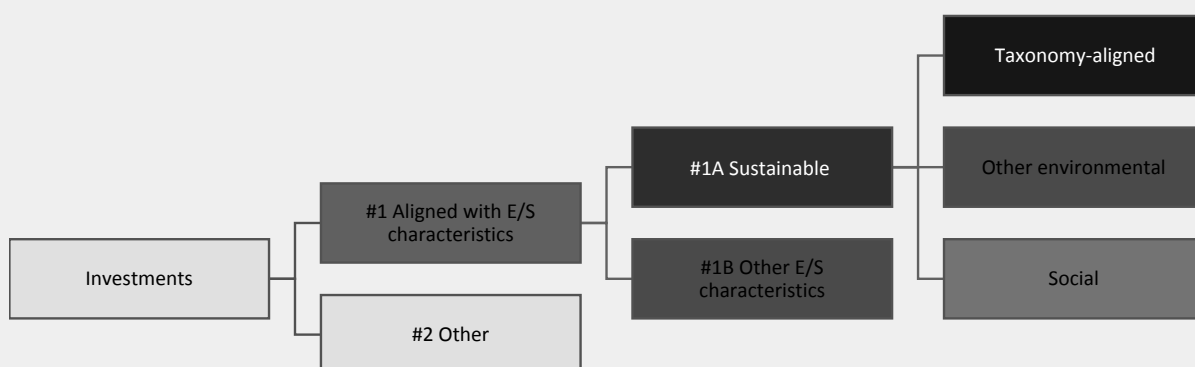 Investments
#1 Aligned with E/S
characteristics
#2 Other
#1A Sustainable
#1B Other E/S
characteristics
Taxonomy-aligned
Other environmental
Social